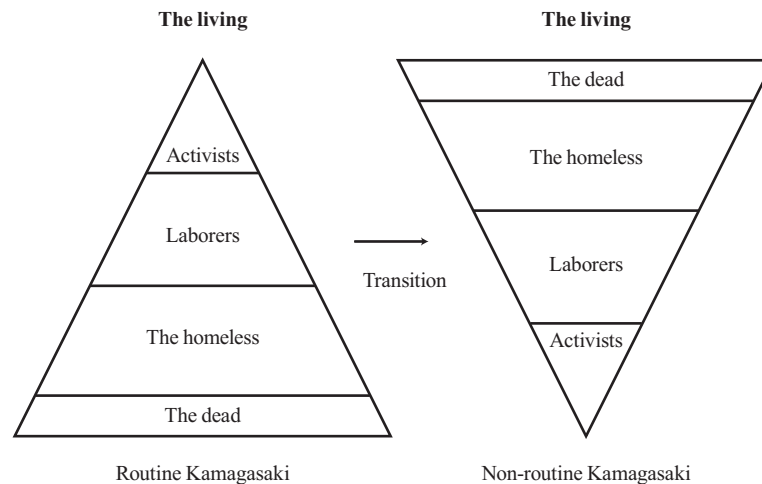 The living
Activists
Laborers
The homeless
The dead
Routine Kamagasaki
Transition
The living
The dead
The homeless
Laborers
Activists
Non-routine Kamagasaki